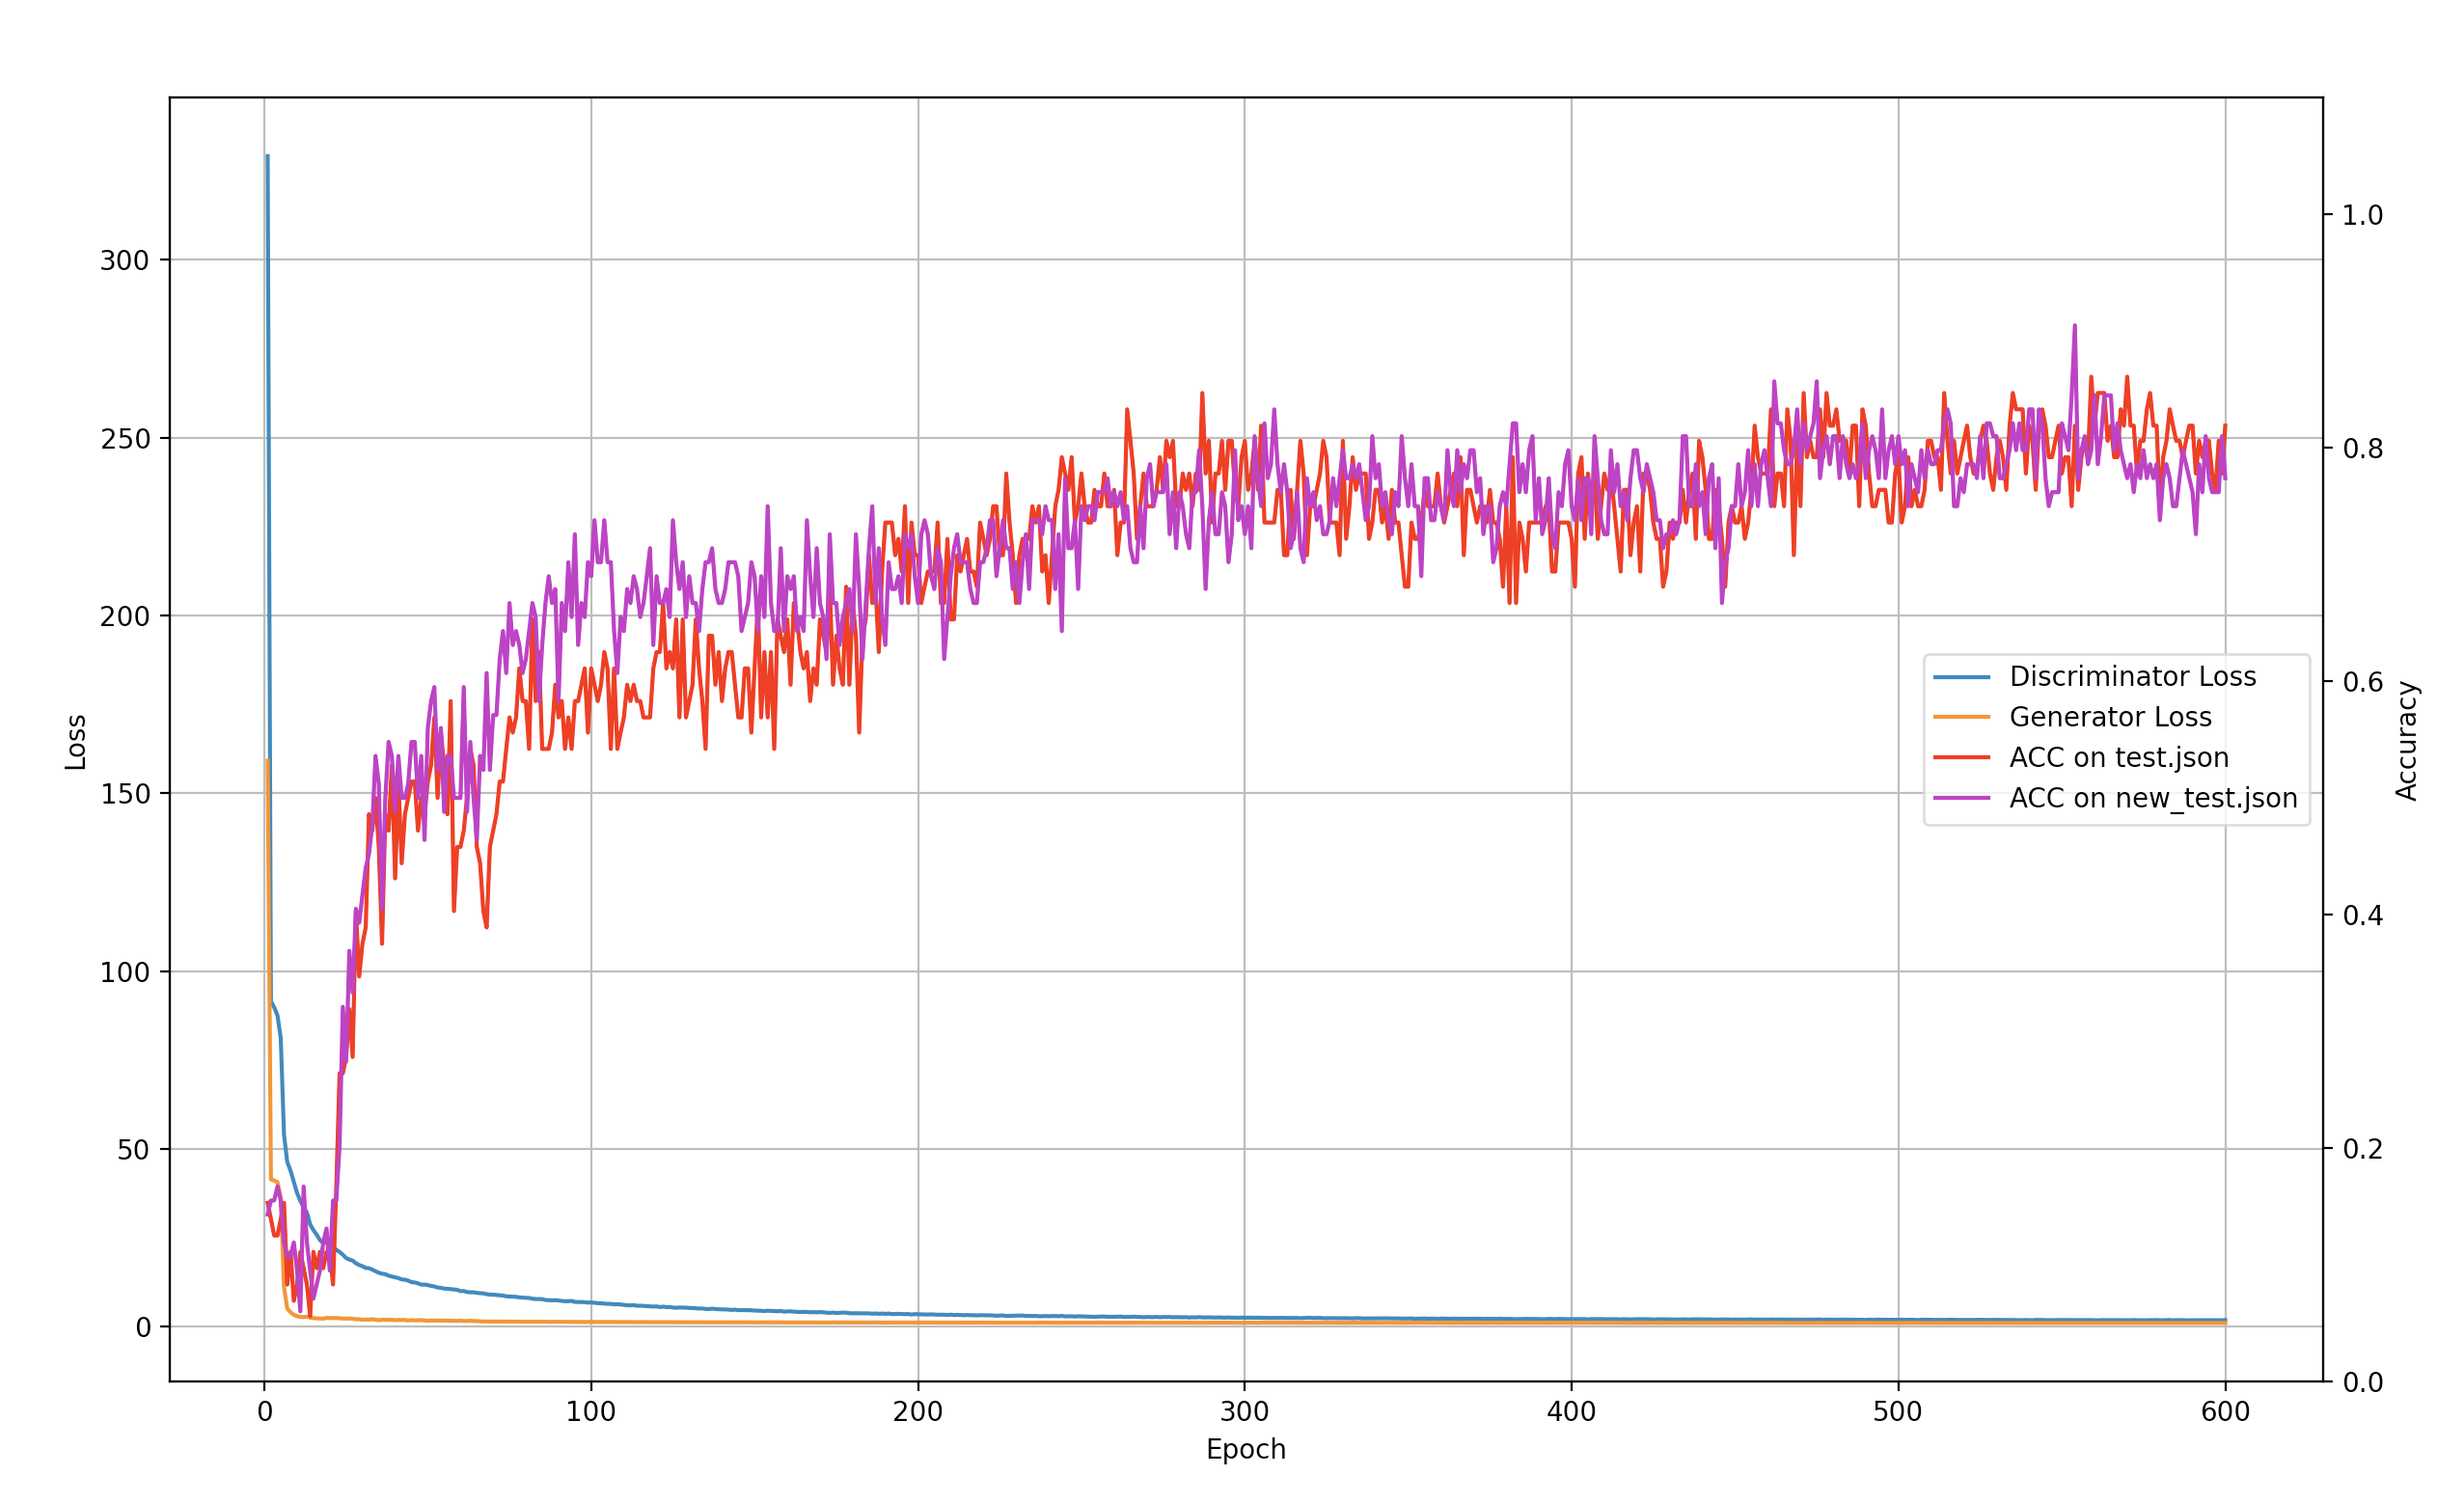 Loss
300
250
200
150
100
50
0
0 100 200 300 400 500 600
Epoch
1.0
0.8
0.6
0.4
0.2
0.0
Accuracy
Discriminator Loss
Generator Loss
ACC on test.json
ACC on new_test.json